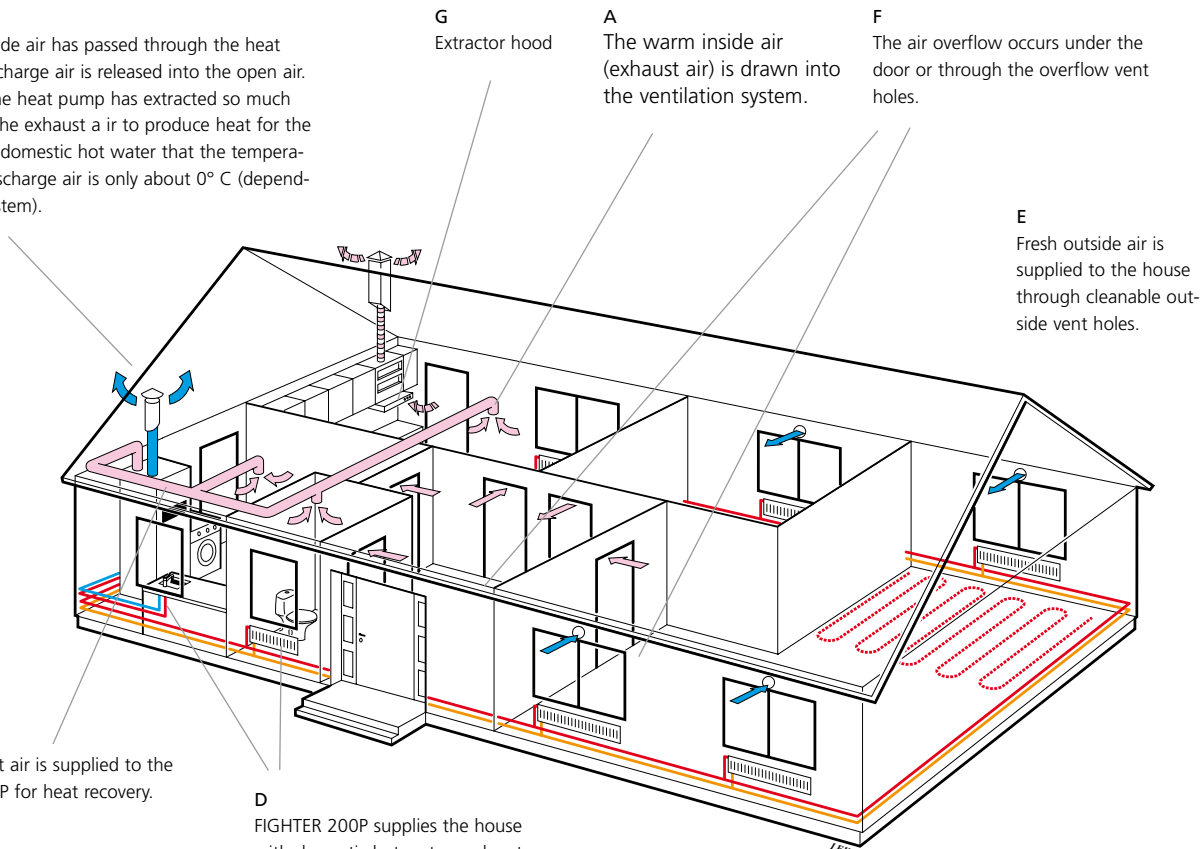 G
Extractor hood
A
The warm inside air
(exhaust air) is drawn into
the ventilation system.
F
The air overflow occurs under the
door or through the overflow vent
holes.
air has passed through the heat
charge air is released into the open air.
heat pump has extracted so much
he exhaust a ir to produce heat for the
domestic hot water that the tempera-
scharge air is only about 0° C (depend-
stem).
E
Fresh outside air is
supplied to the house
through cleanable out-
side vent holes.
t air is supplied to the
P for heat recovery.
D
FIGHTER 200P supplies the house